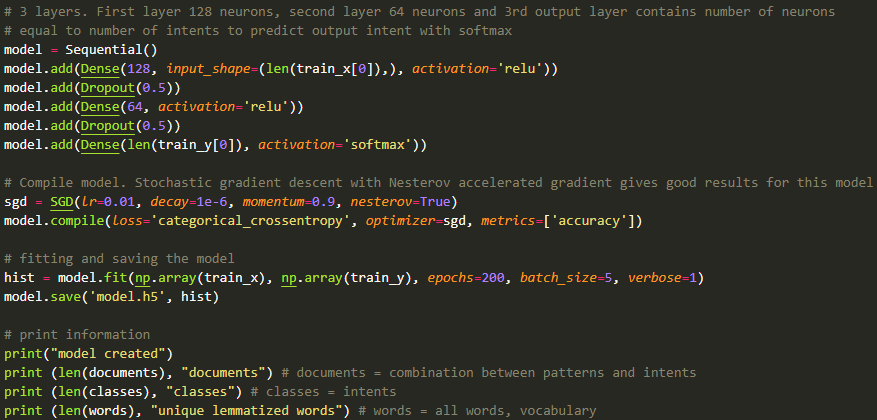 # 3 layers. First layer 128 neurons, second layer 64 neurons and 3rd output layer contains number of neurons
# equal to number of intents to predict output intent with softmax
model = Sequential()
model.add(Dense(128, input_shape=(len(train_x[0]),), activation='relu'))
model.add(Dropout(0.5))
model.add(Dense(64, activation='relu'))
model.add(Dropout(0.5))
model.add(Dense(len(train_y[0]), activation='softmax'))
# Compile model. Stochastic gradient descent with Nesterov accelerated gradient gives good results for this model
sgd = SGD(lr=0.01, decay=1e-6, momentum=0.9, nesterov=True)
model.compile(loss='categorical_crossentropy', optimizer=sgd, metrics=['accuracy'])
# fitting and saving the model
hist = model.fit(np.array(train_x), np.array(train_y), epochs=200, batch_size=5, verbose=1)
model.save('model.h5', hist)
# print information
print("model created")
print (len(documents), "documents") # documents = combination between patterns and intents
print (len(classes), "classes") # classes = intents
print (len(words), "unique lemmatized words") # words = all words, vocabulary